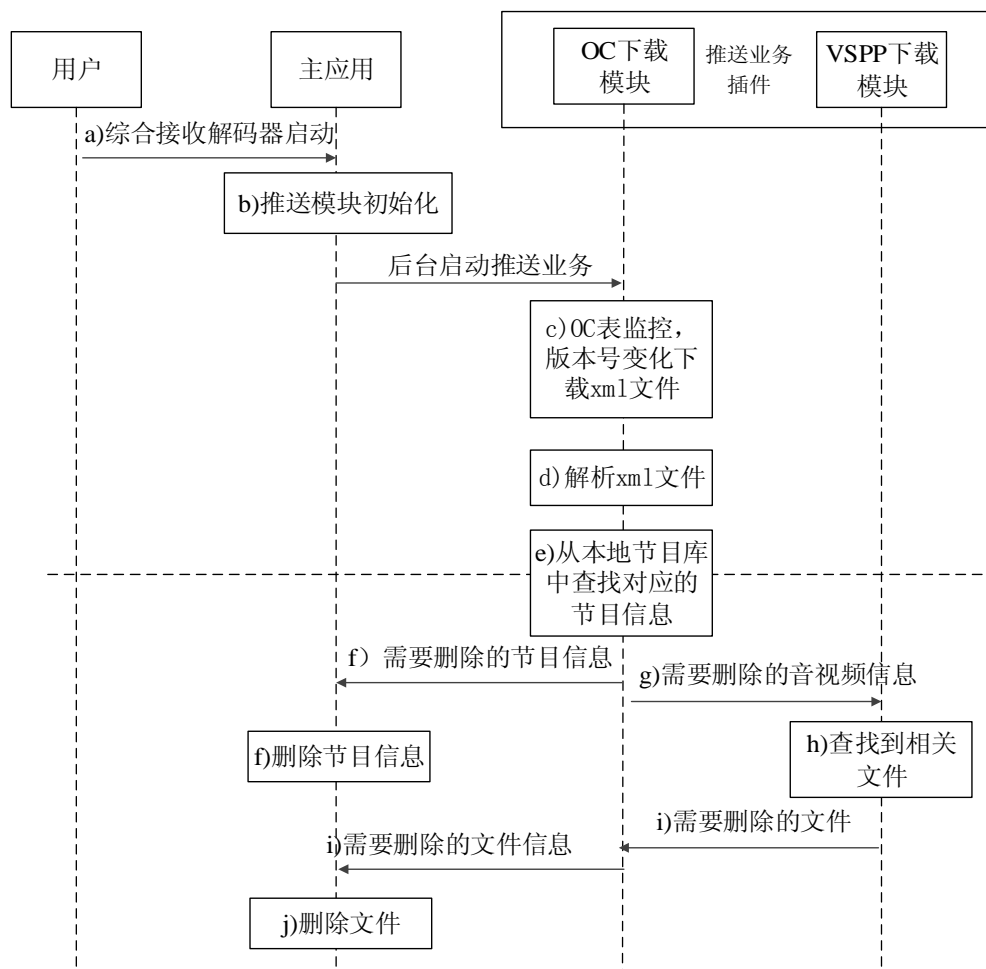 用户
主应用
OC下载
模块
推送业务
插件
VSPP下载
模块
a)综合接收解码器启动
b)推送模块初始化
后台启动推送业务
c)OC表监控，
版本号变化下
载xml文件
d)解析xml文件
e)从本地节目库
中查找对应的
节目信息
f）需要删除的节目信息
g)需要删除的音视频信息
f)删除节目信息
h)查找到相关
文件
i)需要删除的文件
i)需要删除的文件信息
j)删除文件